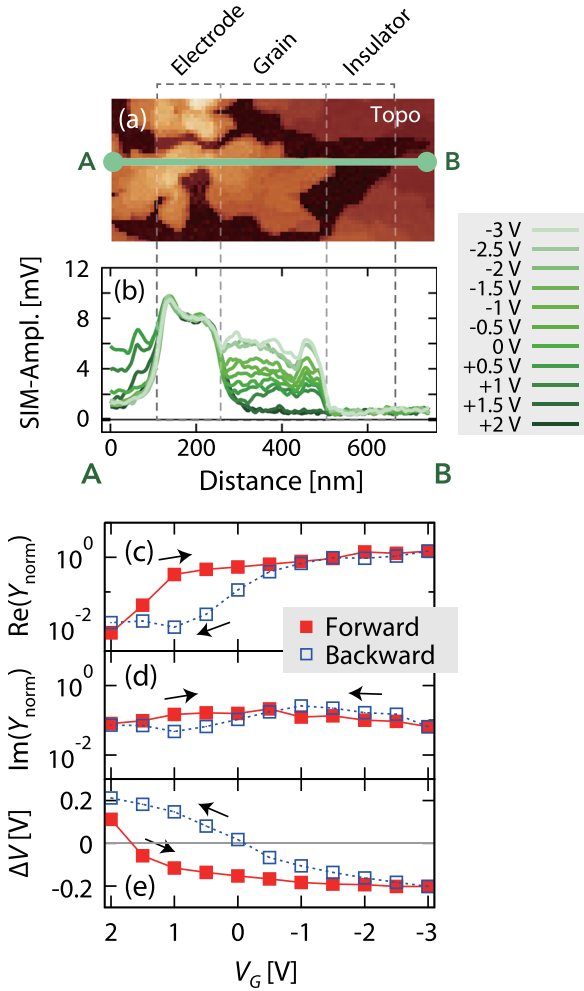 Electrode
Grain
Insulator
(a)
Topo
A
B
-3 V
-2.5 V
-2 V
-1.5 V
-1 V
-0.5 V
0 V
+0.5 V
+1 V
+1.5 V
+2 V
SIM-Ampl. [mV]
12
8
4
0
(b)
0
200
400
600
A
Distance [nm]
B
Re(Ynorm)
10^0
10^-2
(c)
Forward
Backward
Im(Ynorm)
10^0
10^-2
(d)
ΔV [V]
0.2
0
-0.2
(e)
2
1
0
-1
-2
-3
VG [V]